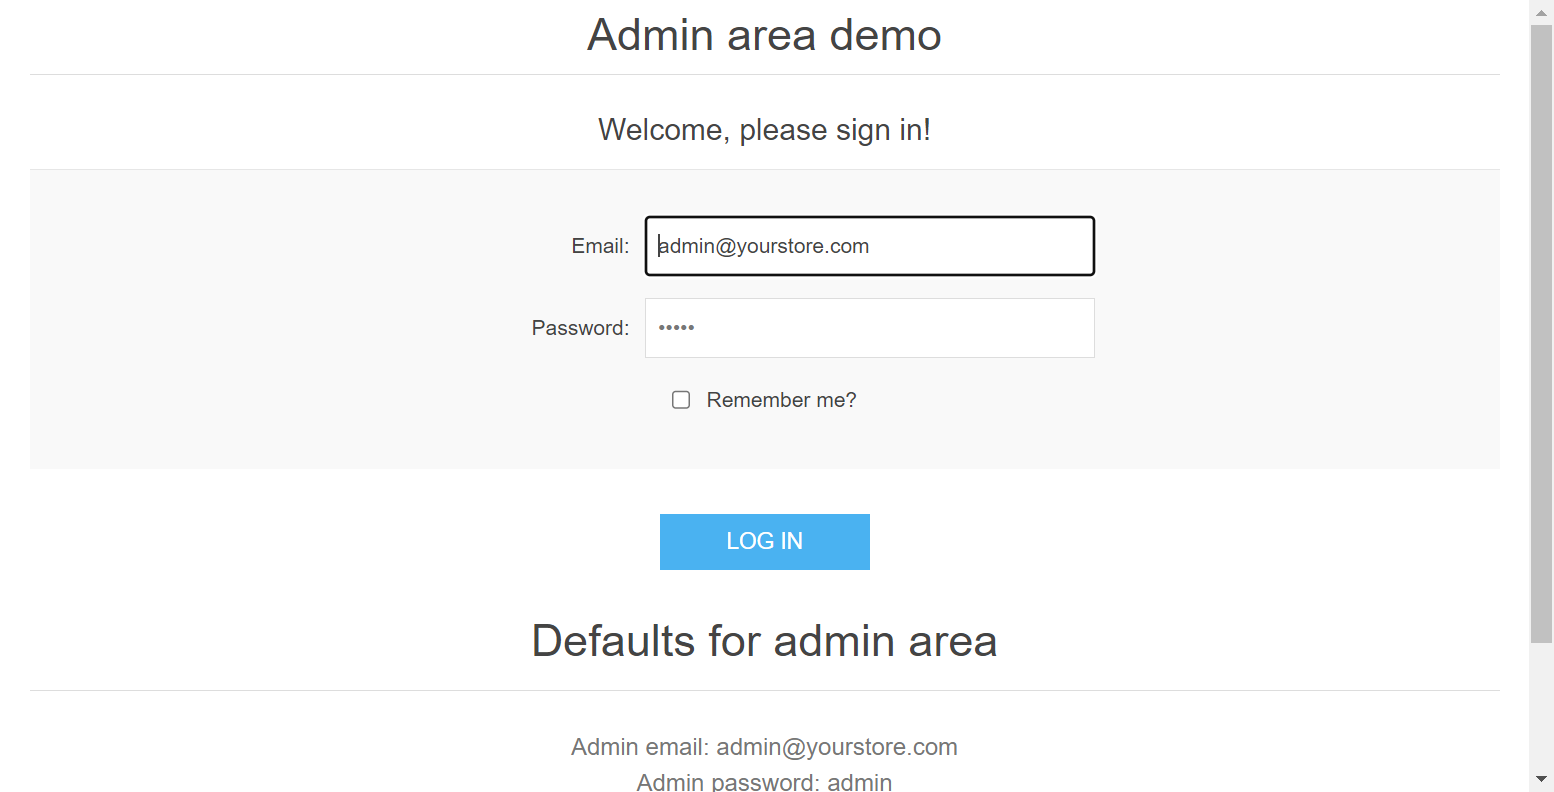 Admin area demo
Welcome, please sign in!
Email: admin@yourstore.com
Password: •••••
Remember me?
LOG IN
Defaults for admin area
Admin email: admin@yourstore.com
Admin password: admin